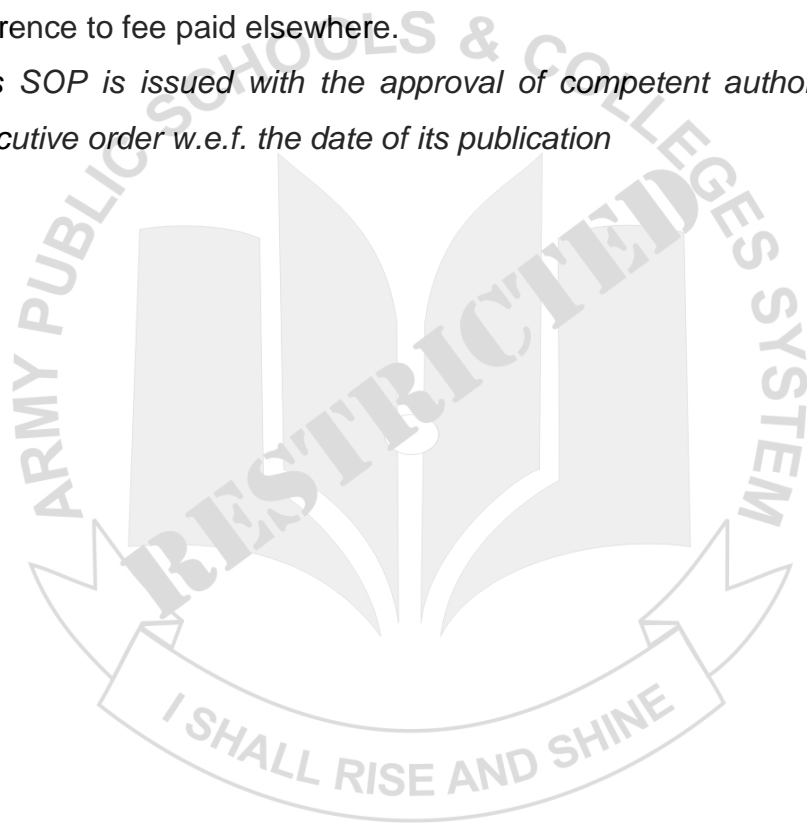 rence to fee paid elsewhere.
s SOP is issued with the approval of competent author
cutive order w.e.f. the date of its publication
ARMY PUBLIC SCHOOLS & COLLEGES SYSTEM
RESTRICTED
I SHALL RISE AND SHINE